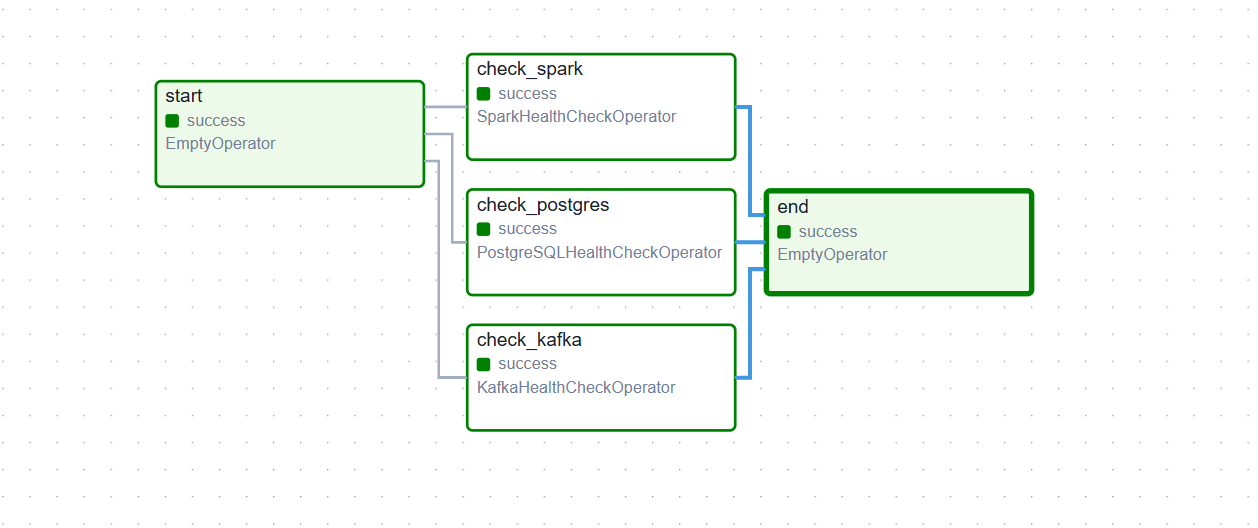 start
success
EmptyOperator
check_spark
success
SparkHealthCheckOperator
check_postgres
success
PostgreSQLHealthCheckOperator
check_kafka
success
KafkaHealthCheckOperator
end
success
EmptyOperator